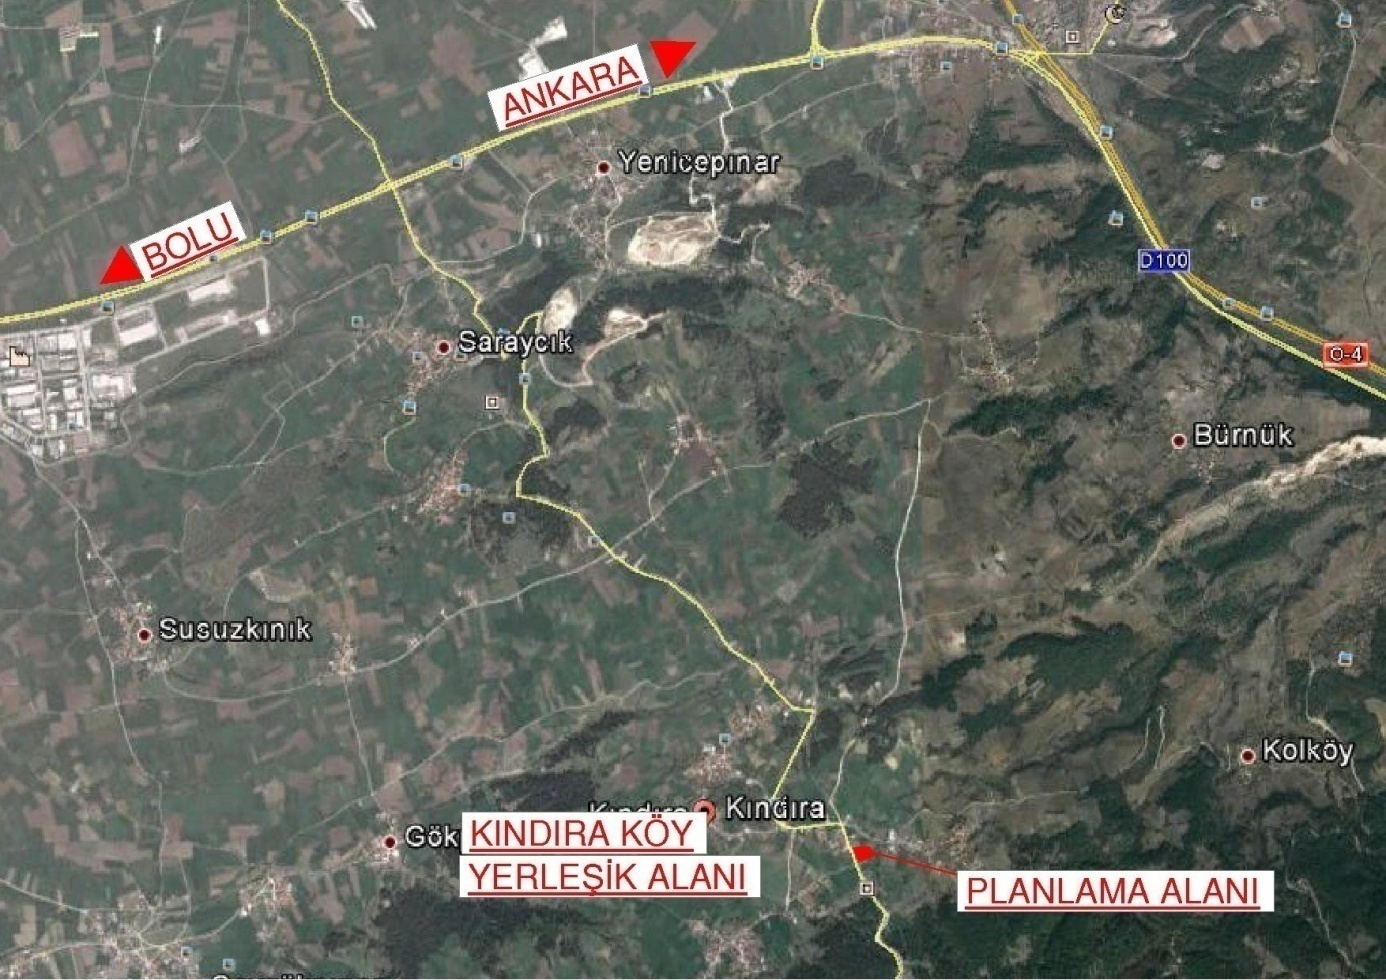 ANKARA
Yenicepınar
BOLU
D100
Saraycık
O-4
Bürnük
Susuzkınık
Kolköy
Kındıra
Kındıra
Gök
KINDIRA KÖY
YERLEŞİK ALANI
PLANLAMA ALANI